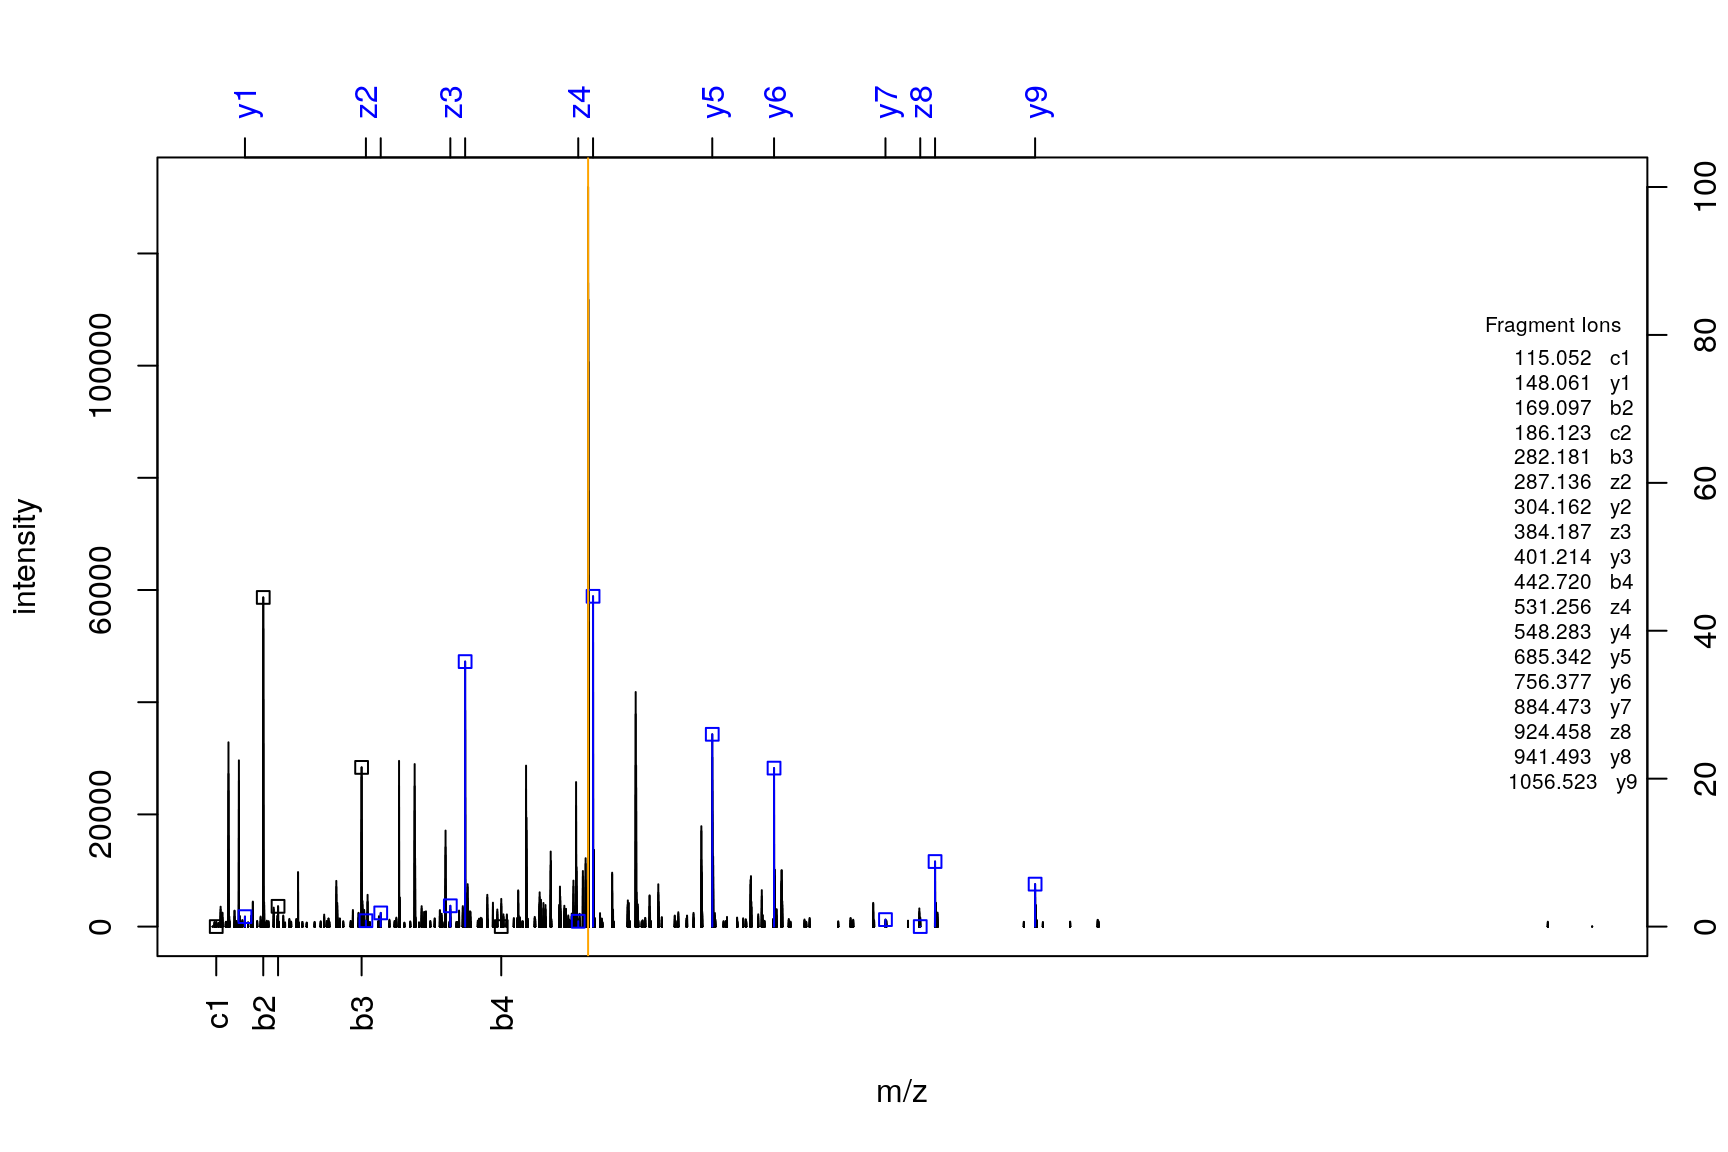 y1 z2 z3 z4 y5 y6 y7 z8 y9
100
80
60
40
20
0
intensity
100000
60000
20000
0
Fragment Ions
115.052 c1
148.061 y1
169.097 b2
186.123 c2
282.181 b3
287.136 z2
304.162 y2
384.187 z3
401.214 y3
442.720 b4
531.256 z4
548.283 y4
685.342 y5
756.377 y6
884.473 y7
924.458 z8
941.493 y8
1056.523 y9
c1 b2 b3 b4
m/z